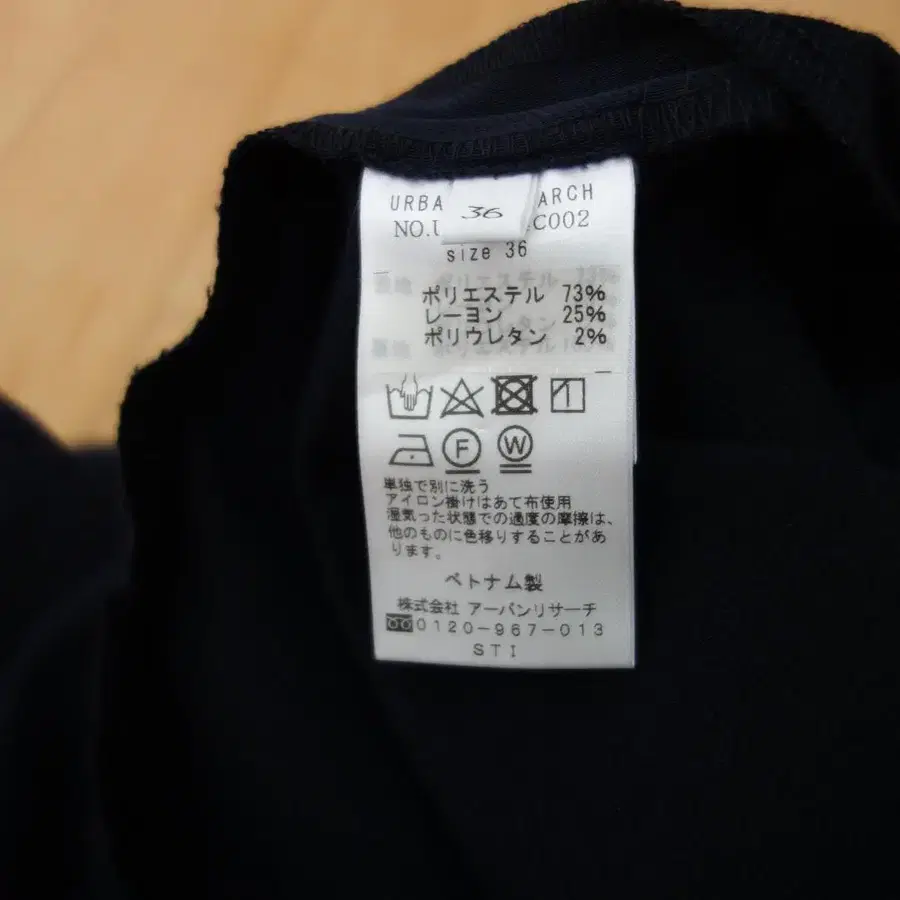 URBA 36 ARCH
NO. C002
size 36
ポリエステル 73%
レーヨン 25%
ポリウレタン 2%
F W
単独で別に洗う
アイロン掛けはあて布使用
湿気った状態での過度の摩擦は、
他のものに色移りすることがあ
ります。
ベトナム製
株式会社 アーバンリサーチ
0120-967-013
STI